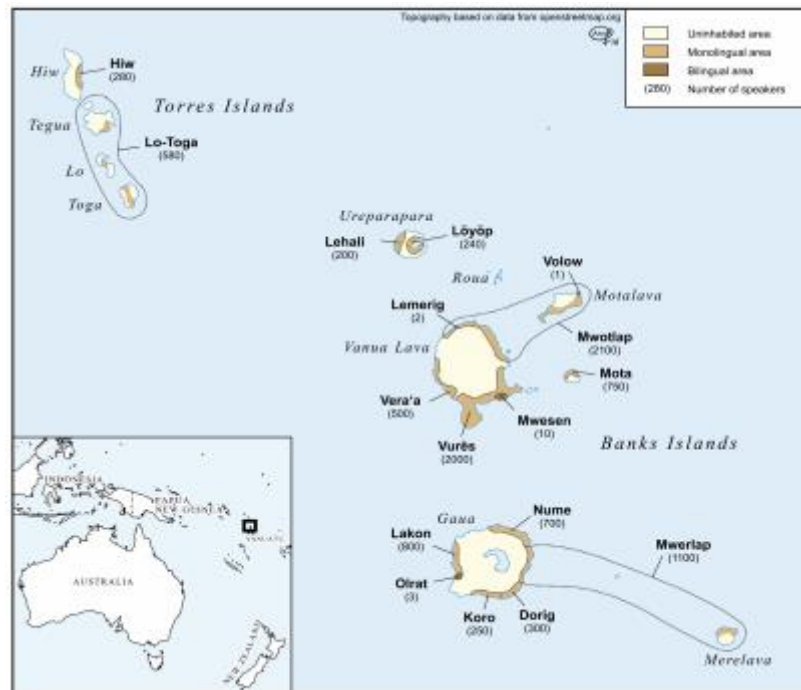 Topography based on data from openstreetmap.org
Uninhabited area
Monolingual area
Bilingual area
(280) Number of speakers
Hiw
Hiw
(280)
Torres Islands
Tegua
Lo-Toga
(580)
Lo
Toga
Ureparapara
Lehali
(200)
Löyöp
(240)
Roua
Volow
(1)
Motalava
Lemerig
(2)
Mwotlap
(2100)
Vanua Lava
Mota
(750)
Vera'a
(500)
Mwesen
(10)
Vurës
(2000)
Banks Islands
Gaua
Nume
(700)
Lakon
(800)
Mwerlap
(1100)
Olrat
(3)
Koro
(250)
Dorig
(300)
Merelava
INDONESIA
PAPUA
NEW GUINEA
VANUATU
AUSTRALIA
NEW ZEALAND